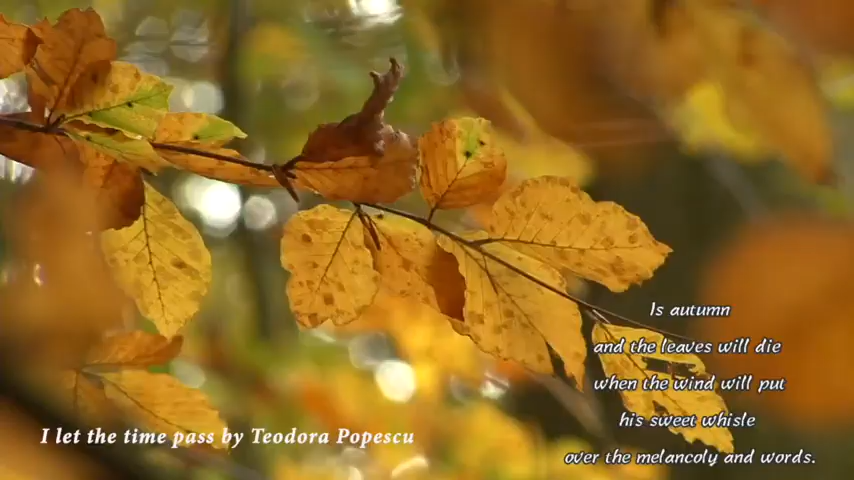 Is autumn
and the leaves will die
when the wind will put
his sweet whisle
over the melancoly and words.
I let the time pass by Teodora Popescu